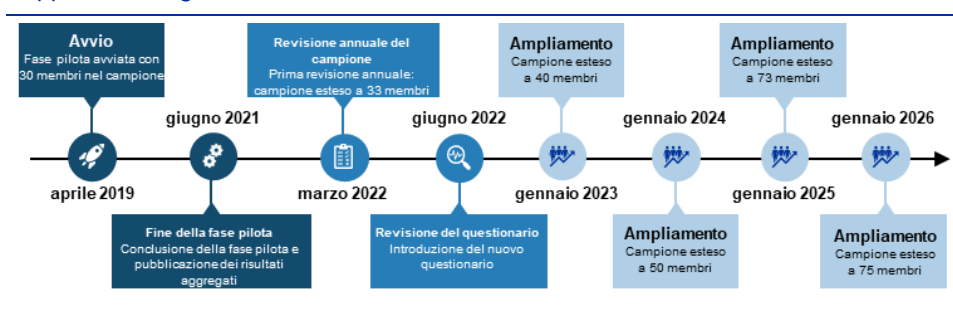 Avvio
Fase pilota avviata con
30 membri nel campione
Revisione annuale del
campione
Prima revisione annuale:
campione esteso a 33 membri
Ampliamento
Campione esteso
a 40 membri
Ampliamento
Campione esteso
a 73 membri
giugno 2021
giugno 2022
gennaio 2024
gennaio 2026
aprile 2019
marzo 2022
gennaio 2023
gennaio 2025
Fine della fase pilota
Conclusione della fase pilota e
pubblicazione dei risultati
aggregati
Revisione del questionario
Introduzione del nuovo
questionario
Ampliamento
Campione esteso
a 50 membri
Ampliamento
Campione esteso
a 75 membri